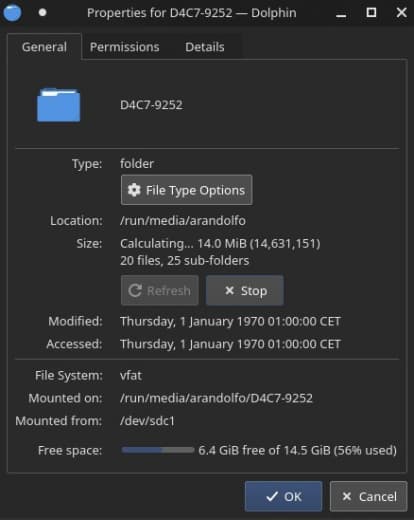 Properties for D4C7-9252 — Dolphin
General Permissions Details
D4C7-9252
Type: folder
File Type Options
Location: /run/media/arandolfo
Size: Calculating... 14.0 MiB (14,631,151)
20 files, 25 sub-folders
Refresh Stop
Modified: Thursday, 1 January 1970 01:00:00 CET
Accessed: Thursday, 1 January 1970 01:00:00 CET
File System: vfat
Mounted on: /run/media/arandolfo/D4C7-9252
Mounted from: /dev/sdc1
Free space: 6.4 GiB free of 14.5 GiB (56% used)
OK Cancel